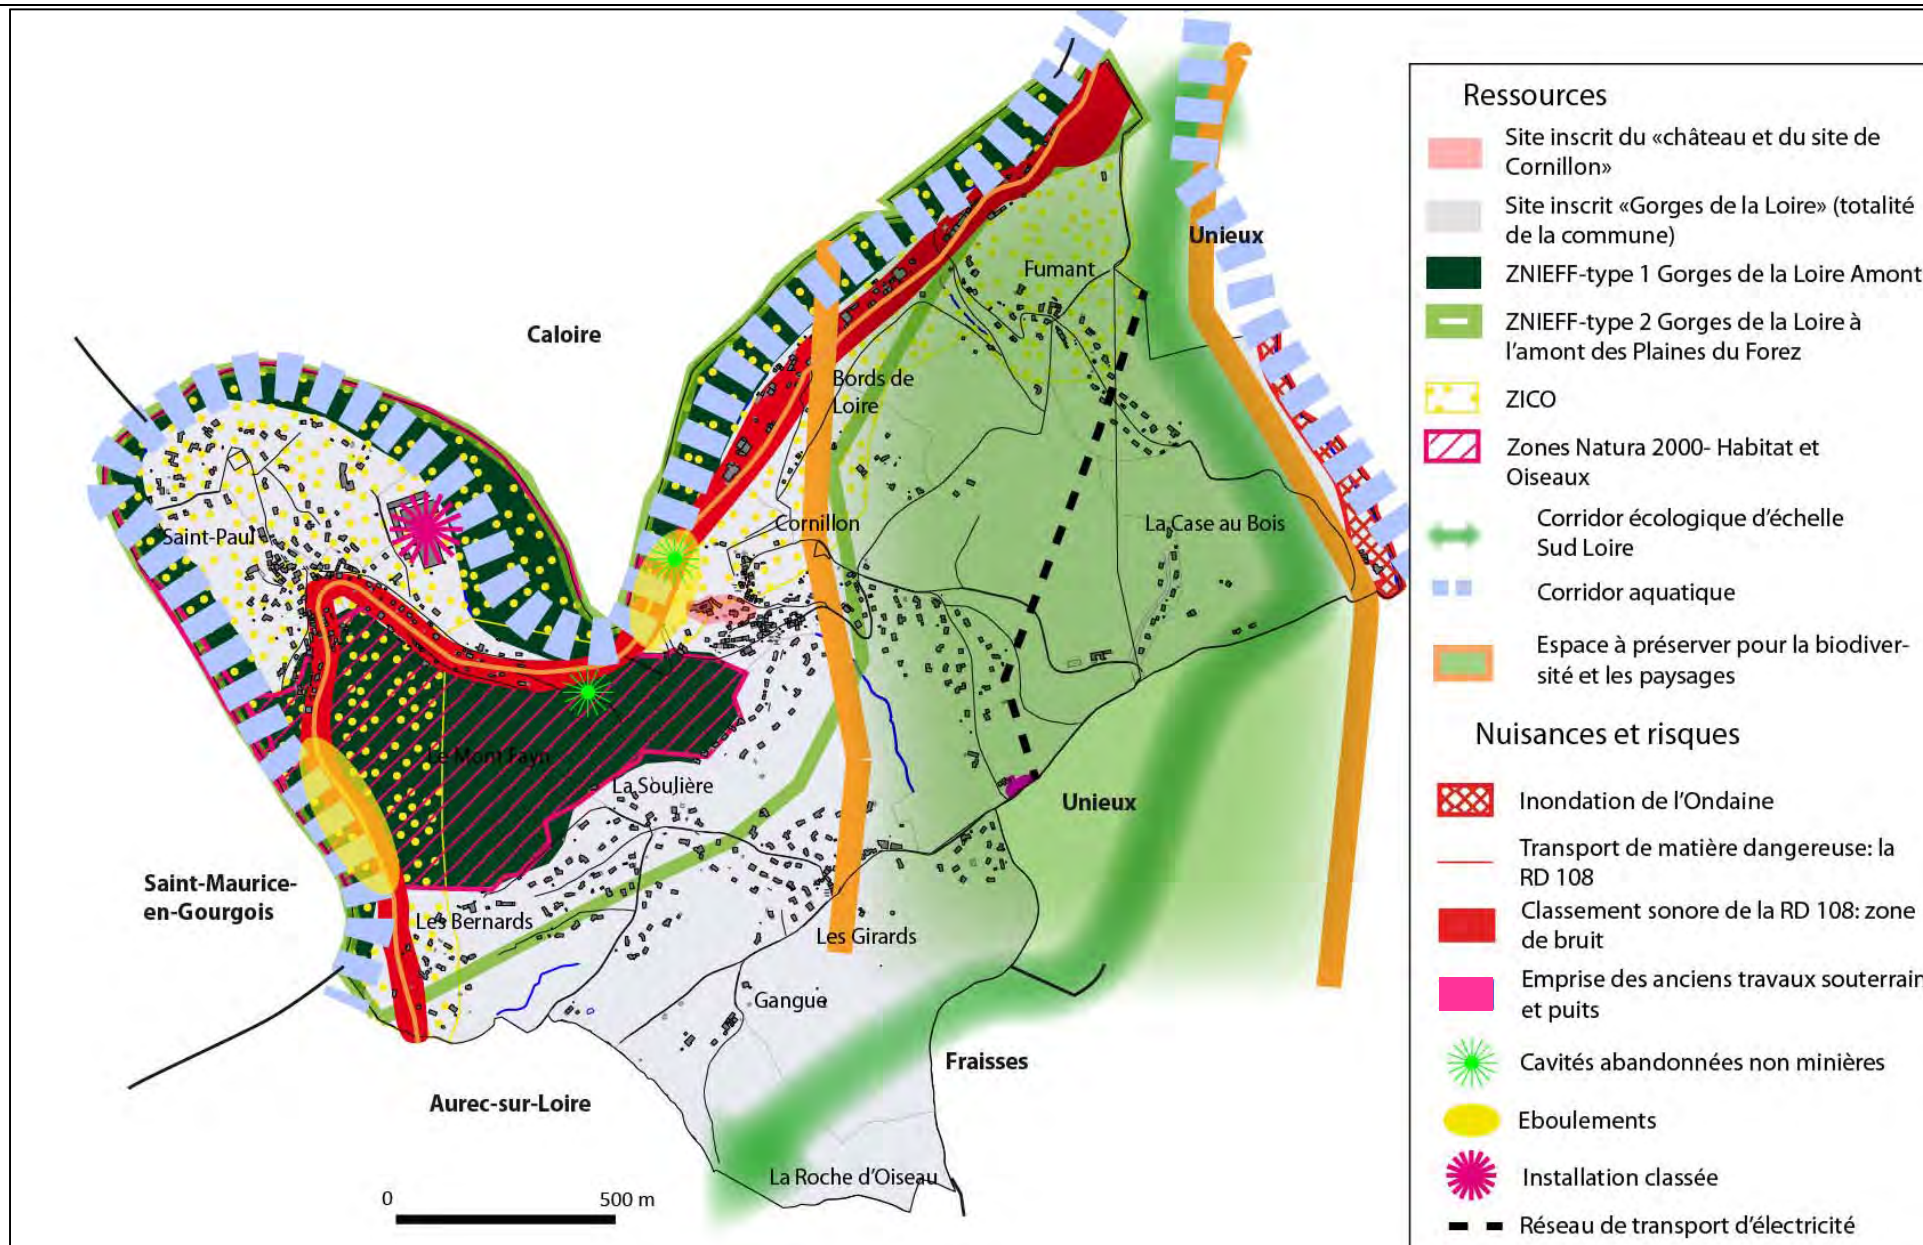 Caloire
Unieux
Fumant
Bords de
Loire
Saint-Paul
Cornillon
La Case au Bois
Le Mont Fayn
La Soulière
Unieux
Saint-Maurice-
en-Gourgois
Les Bernards
Les Girards
Gangue
Fraisses
Aurec-sur-Loire
La Roche d'Oiseau
0 500 m
Ressources
Site inscrit du «château et du site de
Cornillon»
Site inscrit «Gorges de la Loire» (totalité
de la commune)
ZNIEFF-type 1 Gorges de la Loire Amont
ZNIEFF-type 2 Gorges de la Loire à
l'amont des Plaines du Forez
ZICO
Zones Natura 2000- Habitat et
Oiseaux
Corridor écologique d'échelle
Sud Loire
Corridor aquatique
Espace à préserver pour la biodiver-
sité et les paysages
Nuisances et risques
Inondation de l'Ondaine
Transport de matière dangereuse: la
RD 108
Classement sonore de la RD 108: zone
de bruit
Emprise des anciens travaux souterrain
et puits
Cavités abandonnées non minières
Eboulements
Installation classée
Réseau de transport d'électricité